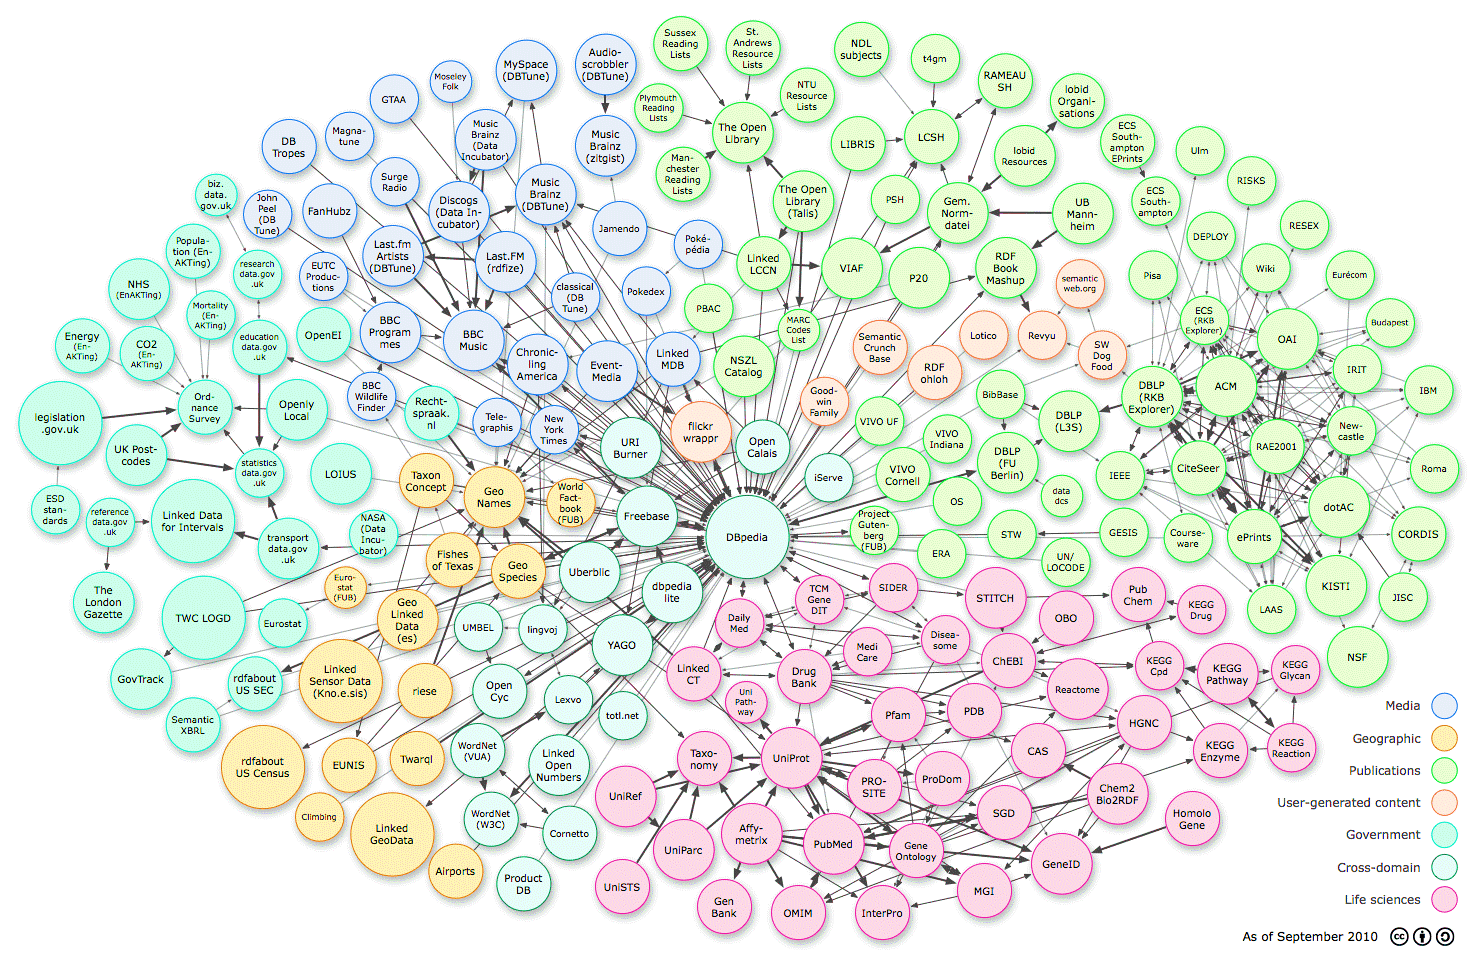 Sussex
Reading
Lists
St.
Andrews
Resource
Lists
NDL
subjects
t4gm
RAMEAU
SH
lobid
Organi-
sations
MySpace
(DBTune)
Audio-
scrobbler
(DBTune)
Moseley
Folk
GTAA
Plymouth
Reading
Lists
NTU
Resource
Lists
The Open
Library
LIBRIS
LCSH
lobid
Resources
ECS
South-
ampton
EPrints
Ulm
DB
Tropes
Magna-
tune
Music
Brainz
(Data
Incubator)
Music
Brainz
(zitgist)
Man-
chester
Reading
Lists
The Open
Library
(Talis)
PSH
Gem.
Norm-
datei
UB
Mann-
heim
ECS
South-
ampton
RISKS
biz.
data.
gov.uk
John
Peel
(DB
Tune)
FanHubz
Surge
Radio
Discogs
(Data In-
cubator)
Music
Brainz
(DBTune)
Jamendo
Poké-
pédia
Linked
LCCN
VIAF
P20
RDF
Book
Mashup
semantic
web.org
Pisa
DEPLOY
Wiki
RESEX
Eurécom
Popula-
tion (En-
AKTing)
research
data.gov
.uk
EUTC
Produc-
tions
Last.fm
Artists
(DBTune)
Last.FM
(rdfize)
classical
(DB
Tune)
Pokedex
PBAC
MARC
Codes
List
NHS
(EnAKTing)
Mortality
(En-
AKTing)
Energy
(En-
AKTing)
CO2
(En-
AKTing)
education
data.gov
.uk
OpenEI
BBC
Program
mes
BBC
Music
Chronic-
ling
America
Event-
Media
Linked
MDB
NSZL
Catalog
Semantic
Crunch
Base
RDF
ohloh
Lotico
Revyu
SW
Dog
Food
ECS
(RKB
Explorer)
OAI
Budapest
BBC
Wildlife
Finder
Good-
win
Family
BibBase
DBLP
(RKB
Explorer)
ACM
IRIT
IBM
legislation
.gov.uk
Ord-
nance
Survey
Openly
Local
Recht-
spraak.
nl
Tele-
graphis
New
York
Times
URI
Burner
flickr
wrappr
Open
Calais
VIVO UF
VIVO
Indiana
DBLP
(L3S)
RAE2001
New-
castle
UK Post-
codes
statistics
data.gov
.uk
LOIUS
Taxon
Concept
Geo
Names
World
Fact-
book
(FUB)
iServe
VIVO
Cornell
DBLP
(FU
Berlin)
IEEE
CiteSeer
Roma
ESD
stan-
dards
reference
data.gov
.uk
Linked Data
for Intervals
transport
data.gov
.uk
NASA
(Data
Incu-
bator)
Freebase
DBpedia
Project
Guten-
berg
(FUB)
OS
data
dcs
STW
GESIS
Course-
ware
ePrints
dotAC
CORDIS
Fishes
of Texas
Geo
Species
Uberblic
dbpedia
lite
ERA
UN/
LOCODE
The
London
Gazette
TWC LOGD
Eurostat
Euro-
stat
(FUB)
Geo
Linked
Data
(es)
UMBEL
lingvoj
YAGO
Daily
Med
TCM
Gene
DIT
SIDER
STITCH
OBO
Pub
Chem
KEGG
Drug
LAAS
KISTI
JISC
NSF
GovTrack
rdfabout
US SEC
Semantic
XBRL
Linked
Sensor Data
(Kno.e.sis)
riese
Open
Cyc
Lexvo
totl.net
Linked
CT
Uni
Path-
way
Drug
Bank
Medi
Care
Disea-
some
ChEBI
Reactome
KEGG
Cpd
KEGG
Pathway
KEGG
Glycan
rdfabout
US Census
EUNIS
Twarql
WordNet
(VUA)
Linked
Open
Numbers
Taxo-
nomy
UniProt
Pfam
PDB
CAS
HGNC
KEGG
Enzyme
KEGG
Reaction
Climbing
Linked
GeoData
WordNet
(W3C)
Cornetto
UniRef
PRO-
SITE
ProDom
Chem2
Bio2RDF
Homolo
Gene
Airports
Product
DB
UniParc
UniSTS
Affy-
metrix
PubMed
Gene
Ontology
SGD
GeneID
Gen
Bank
OMIM
InterPro
MGI
Media
Geographic
Publications
User-generated content
Government
Cross-domain
Life sciences
As of September 2010
cc